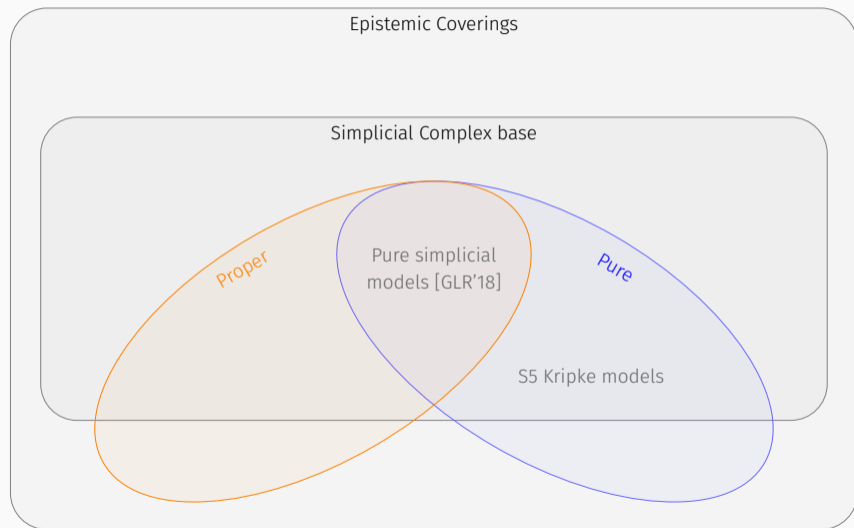 Epistemic Coverings
Simplicial Complex base
Proper
Pure simplicial
models [GLR’18]
Pure
S5 Kripke models